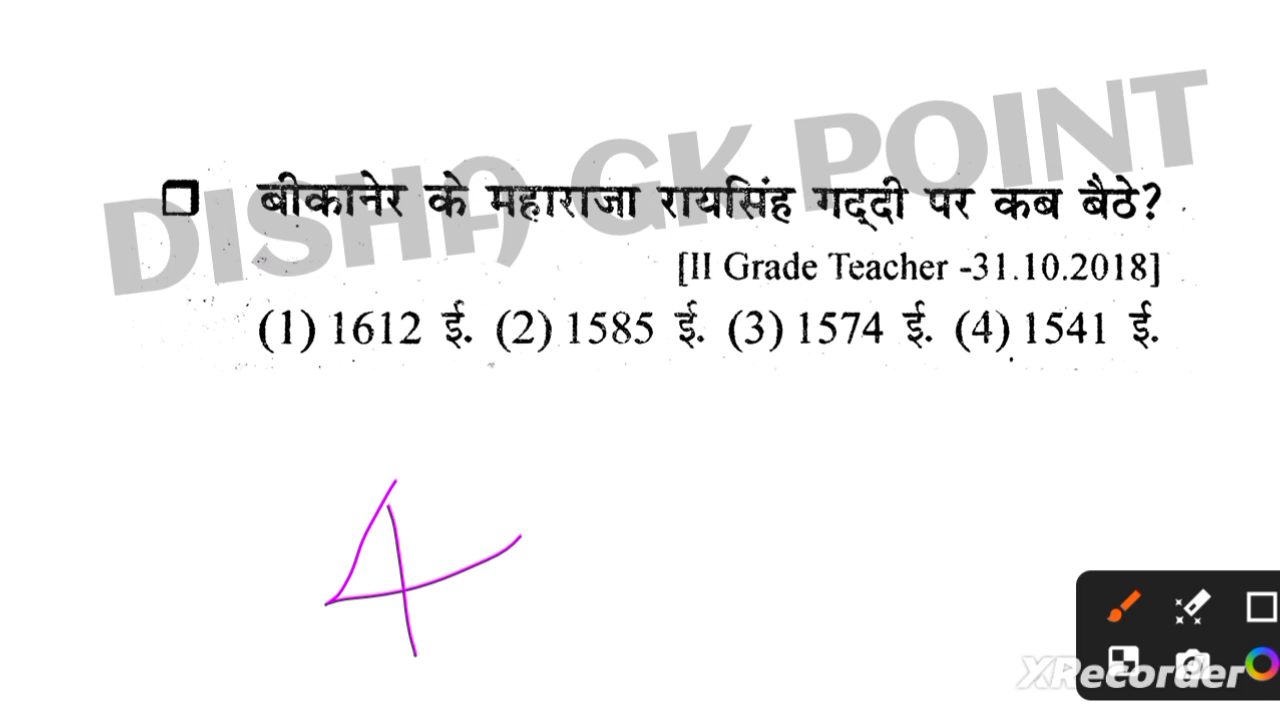 DISHA GK POINT
बीकानेर के महाराजा रायसिंह गद्दी पर कब बैठे?
[II Grade Teacher -31.10.2018]
(1) 1612 ई. (2) 1585 ई. (3) 1574 ई. (4) 1541 ई.
4
XRecorder